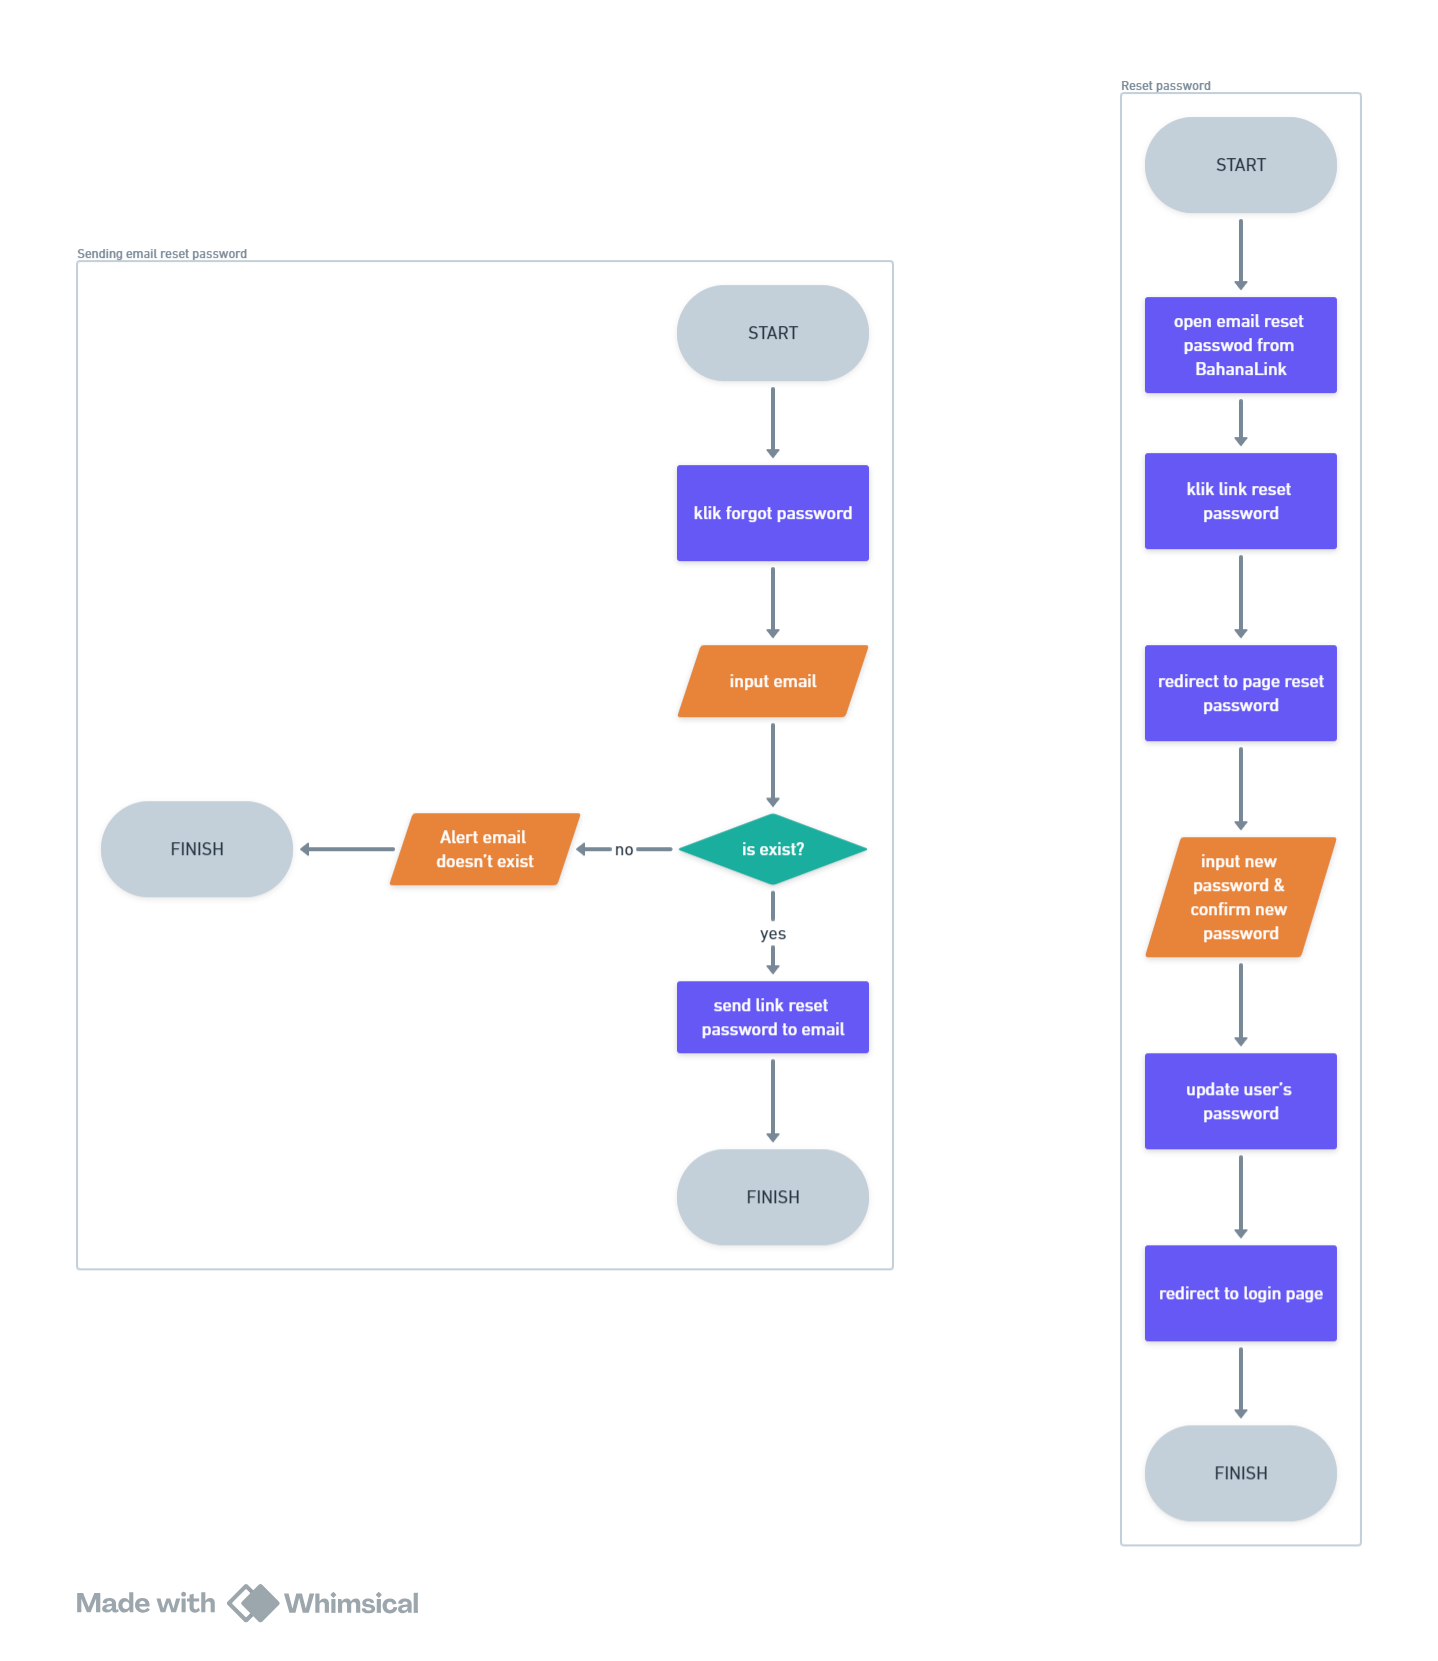 Sending email reset password
START
klik forgot password
input email
is exist?
no
Alert email
doesn't exist
FINISH
yes
send link reset
password to email
FINISH
Reset password
START
open email reset
passwod from
BahanaLink
klik link reset
password
redirect to page reset
password
input new
password &
confirm new
password
update user's
password
redirect to login page
FINISH
Made with Whimsical